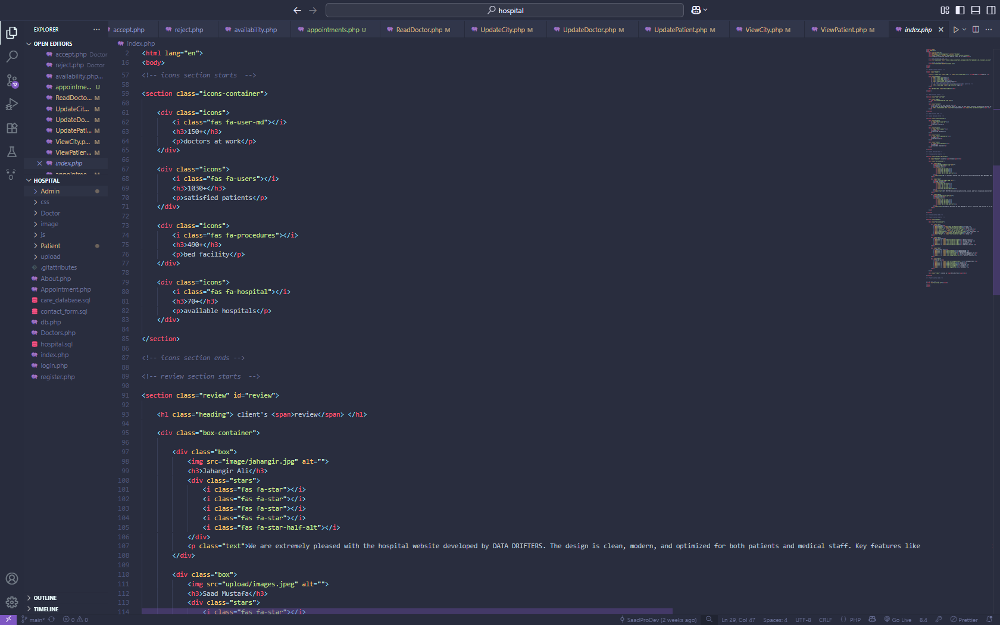 hospital
EXPLORER
accept.php
reject.php
availability.php
appointments.php U
ReadDoctor.php M
UpdateCity.php M
UpdateDoctor.php M
UpdatePatient.php M
ViewCity.php M
ViewPatient.php M
index.php
OPEN EDITORS
accept.php Doctor
reject.php Doctor
availability.php...
appointme... U
ReadDocto... M
UpdateCit... M
UpdateDo... M
UpdatePati... M
ViewCity.p... M
ViewPatien... M
index.php
appointme... M
HOSPITAL
Admin
css
Doctor
image
js
Patient
upload
.gitattributes
About.php
Appointment.php
care_database.sql
contact_form.sql
db.php
Doctors.php
hospital.sql
index.php
login.php
register.php
OUTLINE
TIMELINE
12
index.php
2 <html lang="en">
16 <body>
57 <!-- icons section starts  -->
58
59 <section class="icons-container">
60
61 <div class="icons">
62 <i class="fas fa-user-md"></i>
63 <h3>150+</h3>
64 <p>doctors at work</p>
65 </div>
66
67 <div class="icons">
68 <i class="fas fa-users"></i>
69 <h3>1030+</h3>
70 <p>satisfied patients</p>
71 </div>
72
73 <div class="icons">
74 <i class="fas fa-procedures"></i>
75 <h3>490+</h3>
76 <p>bed facility</p>
77 </div>
78
79 <div class="icons">
80 <i class="fas fa-hospital"></i>
81 <h3>70+</h3>
82 <p>available hospitals</p>
83 </div>
84
85 </section>
86
87 <!-- icons section ends -->
88
89 <!-- review section starts  -->
90
91 <section class="review" id="review">
92
93 <h1 class="heading"> client's <span>review</span> </h1>
94
95 <div class="box-container">
96
97 <div class="box">
98 <img src="image/jahangir.jpg" alt="">
99 <h3>Jahangir Ali</h3>
100 <div class="stars">
101 <i class="fas fa-star"></i>
102 <i class="fas fa-star"></i>
103 <i class="fas fa-star"></i>
104 <i class="fas fa-star"></i>
105 <i class="fas fa-star-half-alt"></i>
106 </div>
107 <p class="text">We are extremely pleased with the hospital website developed by DATA DRIFTERS. The design is clean, modern, and optimized for both patients and medical staff. Key features like
108 </div>
109
110 <div class="box">
111 <img src="upload/images.jpeg" alt="">
112 <h3>Saad Mustafa</h3>
113 <div class="stars">
114 <i class="fas fa-star"></i>
main* 0 0 SaadProDev (2 weeks ago) Ln 29, Col 47 Spaces: 4 UTF-8 CRLF {} PHP Go Live 8.4 Prettier